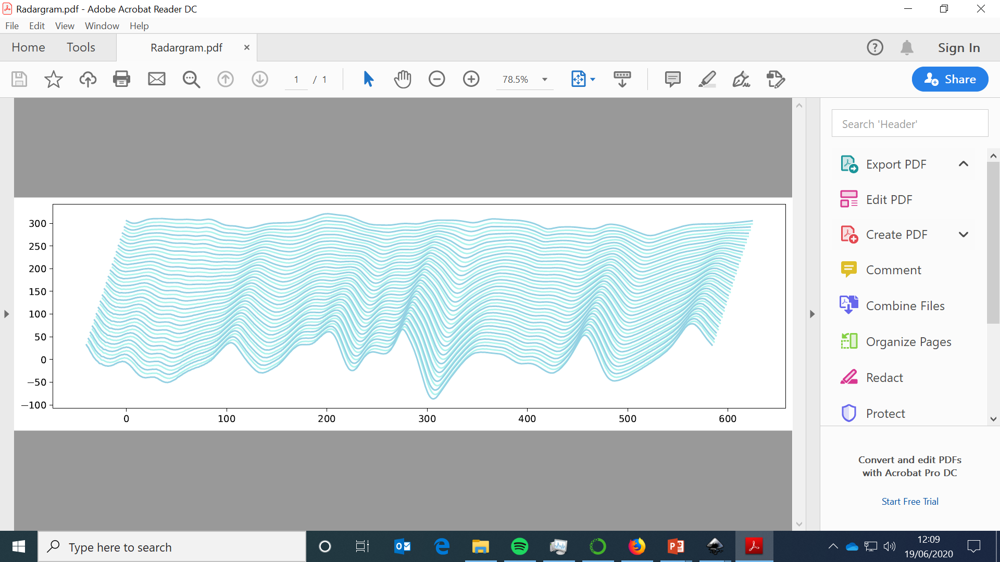 Radargram.pdf - Adobe Acrobat Reader DC
File Edit View Window Help
Home Tools Radargram.pdf × Sign In
1 / 1 78.5% Share
Search 'Header'
Export PDF
Edit PDF
Create PDF
Comment
Combine Files
Organize Pages
Redact
Protect
Convert and edit PDFs
with Acrobat Pro DC
Start Free Trial
300
250
200
150
100
50
0
−50
−100
0 100 200 300 400 500 600
Type here to search
12:09
19/06/2020